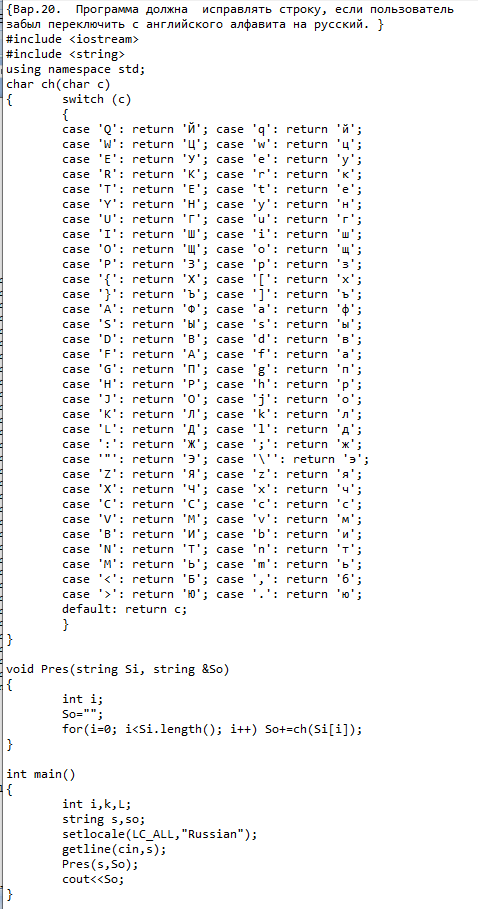 {Вар.20.  Программа должна  исправлять строку, если пользователь
забыл переключить с английского алфавита на русский. }
#include <iostream>
#include <string>
using namespace std;
char ch(char c)
{	switch (c)
	{
	case 'Q': return 'Й'; case 'q': return 'й';
	case 'W': return 'Ц'; case 'w': return 'ц';
	case 'E': return 'У'; case 'e': return 'у';
	case 'R': return 'К'; case 'r': return 'к';
	case 'T': return 'Е'; case 't': return 'е';
	case 'Y': return 'Н'; case 'y': return 'н';
	case 'U': return 'Г'; case 'u': return 'г';
	case 'I': return 'Ш'; case 'i': return 'ш';
	case 'O': return 'Щ'; case 'o': return 'щ';
	case 'P': return 'З'; case 'p': return 'з';
	case '{': return 'Х'; case '[': return 'х';
	case '}': return 'Ъ'; case ']': return 'ъ';
	case 'A': return 'Ф'; case 'a': return 'ф';
	case 'S': return 'Ы'; case 's': return 'ы';
	case 'D': return 'В'; case 'd': return 'в';
	case 'F': return 'А'; case 'f': return 'а';
	case 'G': return 'П'; case 'g': return 'п';
	case 'H': return 'Р'; case 'h': return 'р';
	case 'J': return 'О'; case 'j': return 'о';
	case 'K': return 'Л'; case 'k': return 'л';
	case 'L': return 'Д'; case 'l': return 'д';
	case ':': return 'Ж'; case ';': return 'ж';
	case '"': return 'Э'; case '\'': return 'э';
	case 'Z': return 'Я'; case 'z': return 'я';
	case 'X': return 'Ч'; case 'x': return 'ч';
	case 'C': return 'С'; case 'c': return 'с';
	case 'V': return 'М'; case 'v': return 'м';
	case 'B': return 'И'; case 'b': return 'и';
	case 'N': return 'Т'; case 'n': return 'т';
	case 'M': return 'Ь'; case 'm': return 'ь';
	case '<': return 'Б'; case ',': return 'б';
	case '>': return 'Ю'; case '.': return 'ю';
	default: return c;
	}
}

void Pres(string Si, string &So)
{
	int i;
	So="";
	for(i=0; i<Si.length(); i++) So+=ch(Si[i]);
}

int main()
{
	int i,k,L;
	string s,so;
	setlocale(LC_ALL,"Russian");
	getline(cin,s);
	Pres(s,So);
	cout<<So;
}